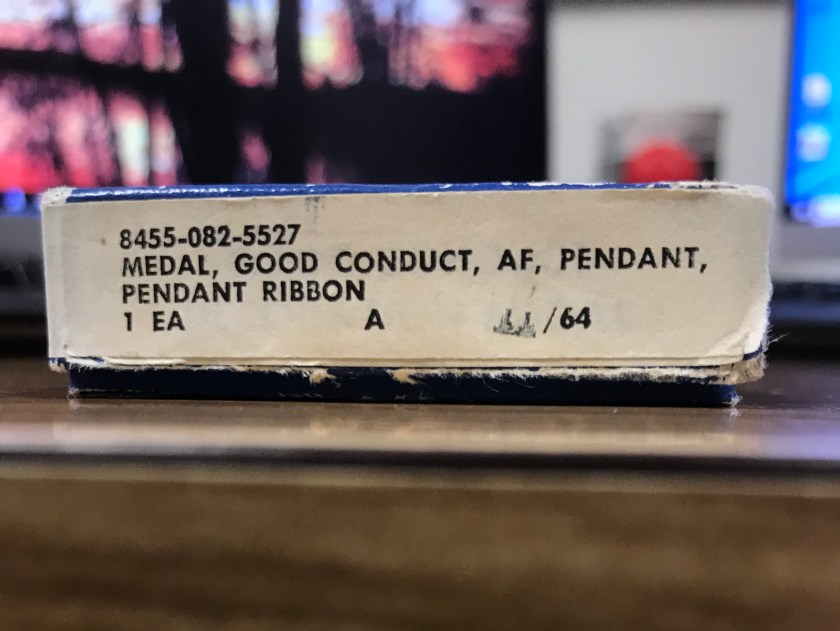 8455-082-5527
MEDAL, GOOD CONDUCT, AF, PENDANT,
PENDANT RIBBON
1 EA A /64